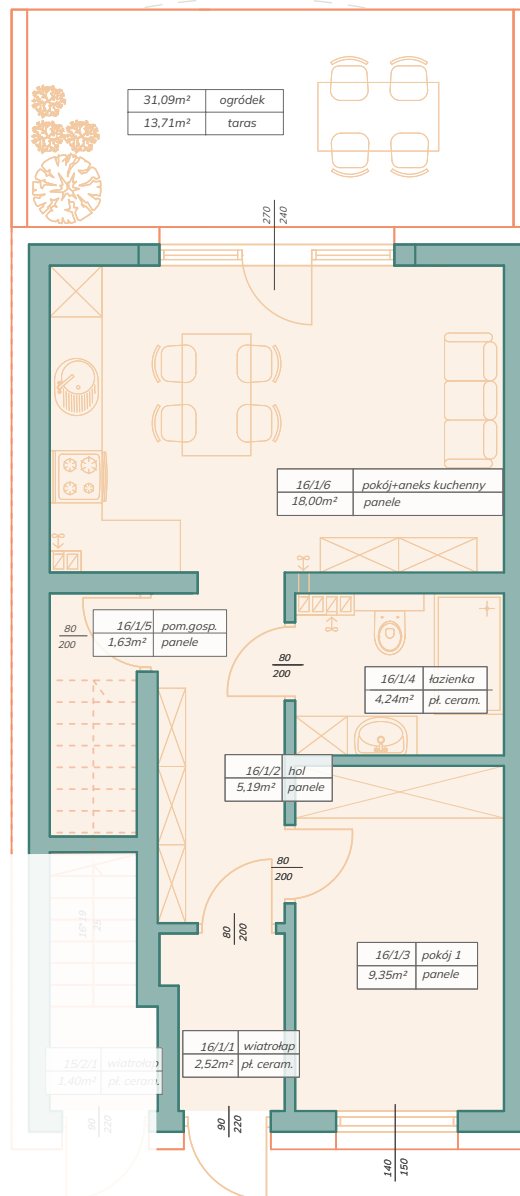 31,09m² ogródek
13,71m² taras
270
240
16/1/6 pokój+aneks kuchenny
18,00m² panele
80
200
16/1/5 pom.gosp.
1,63m² panele
80
200
16/1/4 łazienka
4,24m² pł. ceram.
16/1/2 hol
5,19m² panele
80
200
16*19
25
80
200
16/1/3 pokój 1
9,35m² panele
16/1/1 wiatrołap
2,52m² pł. ceram.
15/2/1 wiatrołap
1,40m² pł. ceram.
90
220
90
220
140
150